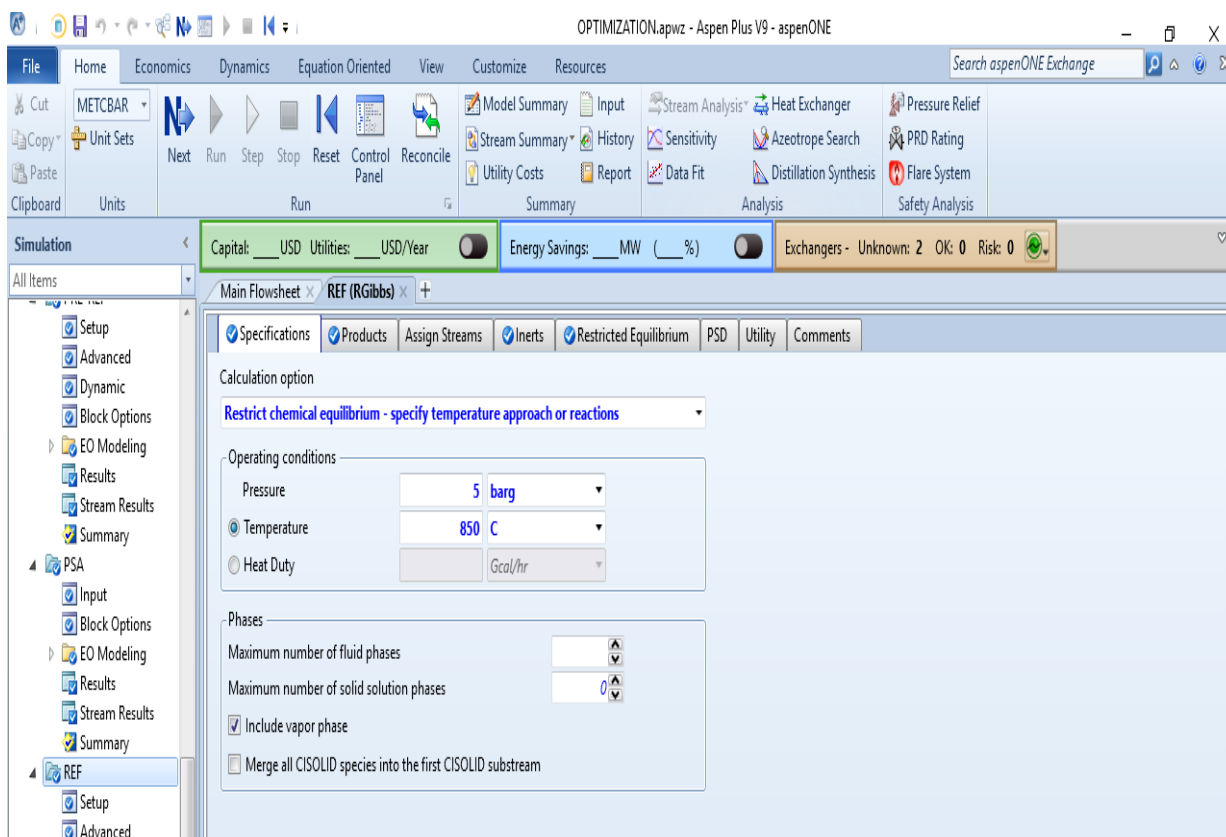 OPTIMIZATION.apwz - Aspen Plus V9 - aspenONE
File Home Economics Dynamics Equation Oriented View Customize Resources Search aspenONE Exchange
Cut METCBAR Model Summary Input Stream Analysis Heat Exchanger Pressure Relief
Copy Unit Sets Next Run Step Stop Reset Control Panel Reconcile Stream Summary History Sensitivity Azeotrope Search PRD Rating
Paste Utility Costs Report Data Fit Distillation Synthesis Flare System
Clipboard Units Run Summary Analysis Safety Analysis
Simulation Capital: ____USD Utilities: ____USD/Year Energy Savings: ____MW (____%) Exchangers - Unknown: 2 OK: 0 Risk: 0
All Items
Main Flowsheet REF (RGibbs) +
Setup
Advanced
Dynamic
Block Options
EO Modeling
Results
Stream Results
Summary
PSA
Input
Block Options
EO Modeling
Results
Stream Results
Summary
REF
Setup
Advanced
Specifications Products Assign Streams Inerts Restricted Equilibrium PSD Utility Comments
Calculation option
Restrict chemical equilibrium - specify temperature approach or reactions
Operating conditions
Pressure 5 barg
Temperature 850 C
Heat Duty Gcal/hr
Phases
Maximum number of fluid phases
Maximum number of solid solution phases 0
Include vapor phase
Merge all CISOLID species into the first CISOLID substream